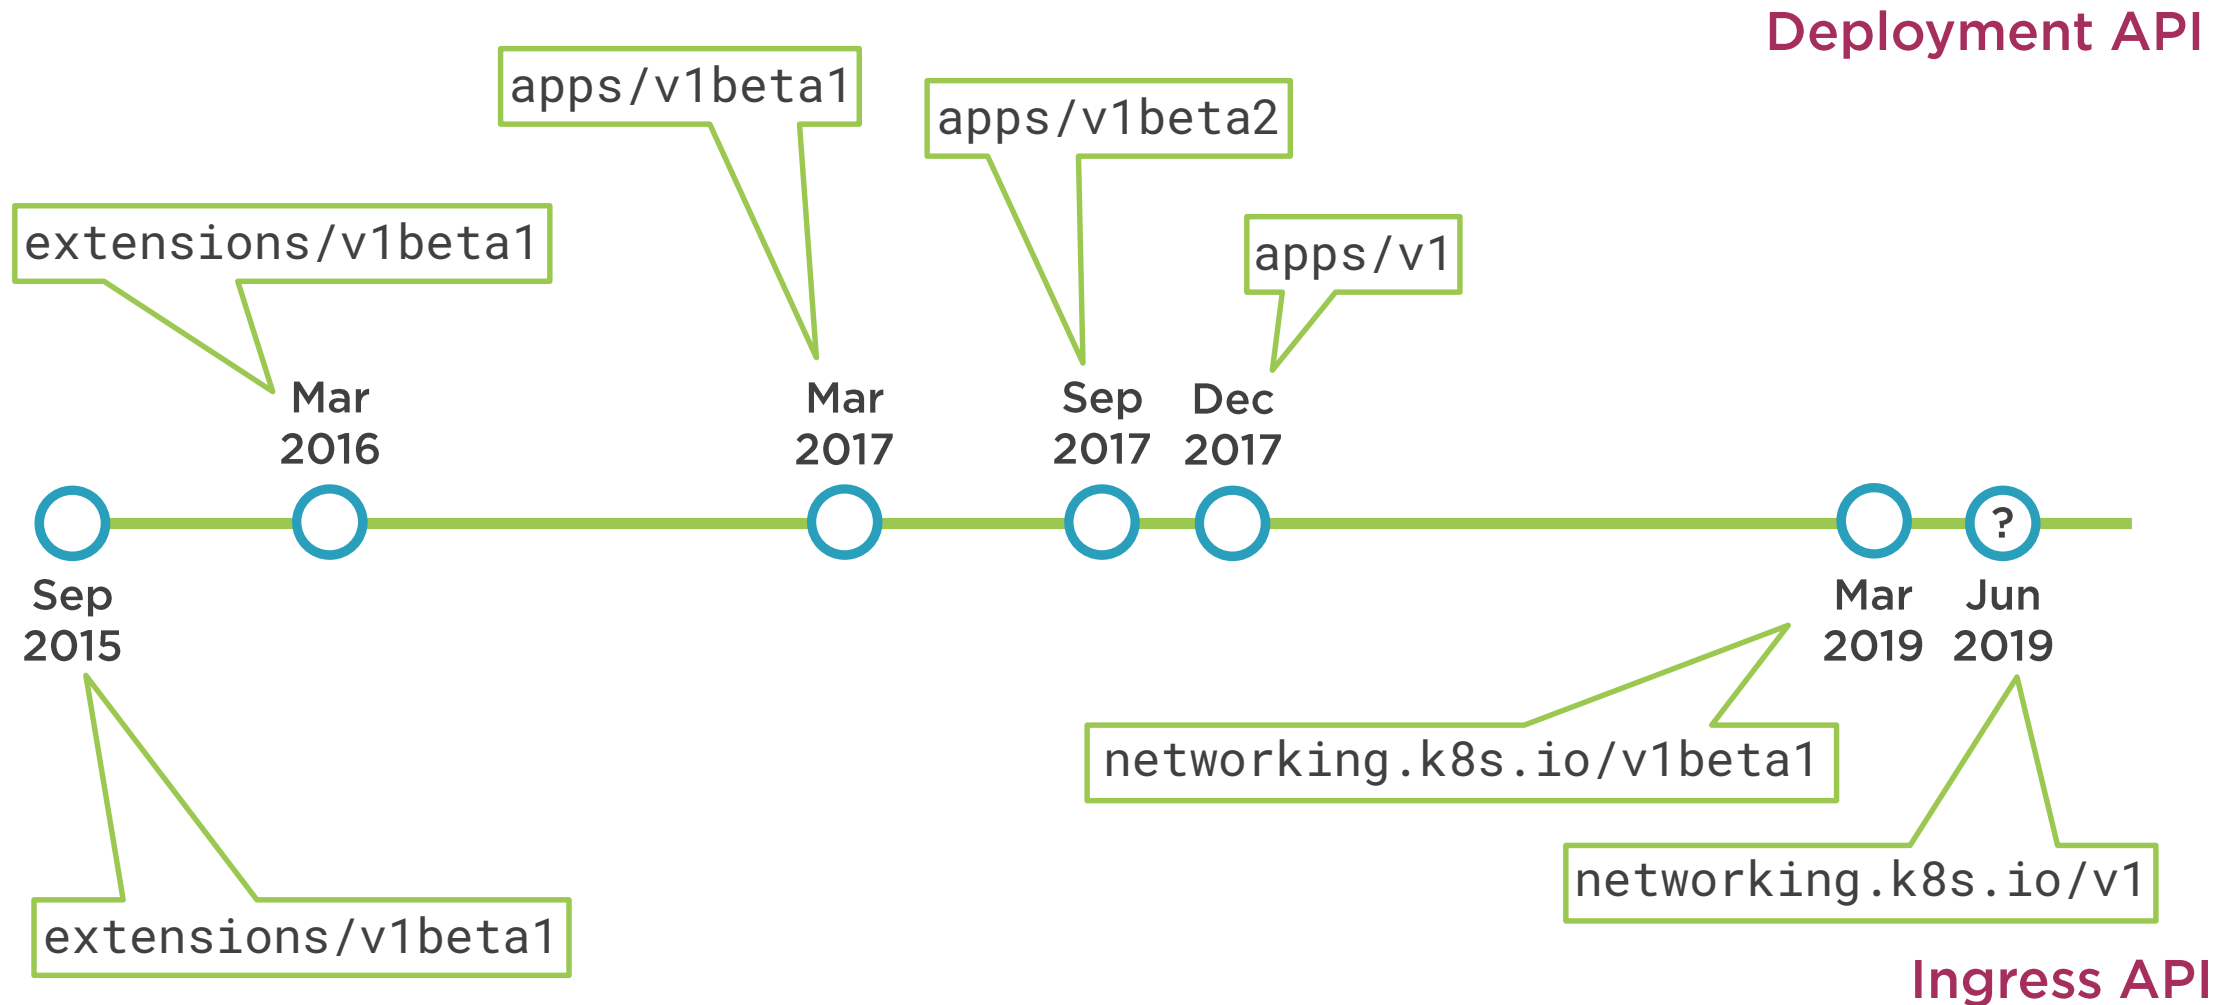 Deployment API
apps/v1beta1
apps/v1beta2
extensions/v1beta1
apps/v1
Mar
2016
Mar
2017
Sep
2017
Dec
2017
?
Sep
2015
Mar
2019
Jun
2019
networking.k8s.io/v1beta1
networking.k8s.io/v1
extensions/v1beta1
Ingress API